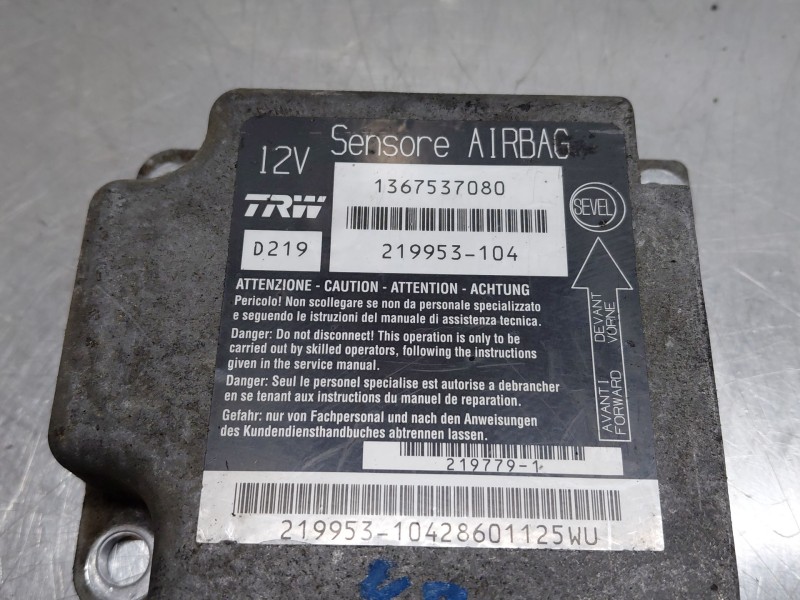 12V Sensore AIRBAG
TRW
1367537080
SEVEL
D219
219953-104
ATTENZIONE - CAUTION - ATTENTION - ACHTUNG
Pericolo! Non scollegare se non da personale specializzato
e seguendo le istruzioni del manuale di assistenza tecnica.
Danger: Do not disconnect! This operation is only to be
carried out by skilled operators, following the instructions
given in the service manual.
Danger: Seul le personel specialise est autorise a debrancher
en se tenant aux instructions du manuel de reparation.
Gefahr: nur von Fachpersonal und nach den Anweisungen
des Kundendiensthandbuches abtrennen lassen.
AVANTI DEVANT
FORWARD VORNE
219779-1
219953-10428601125WU